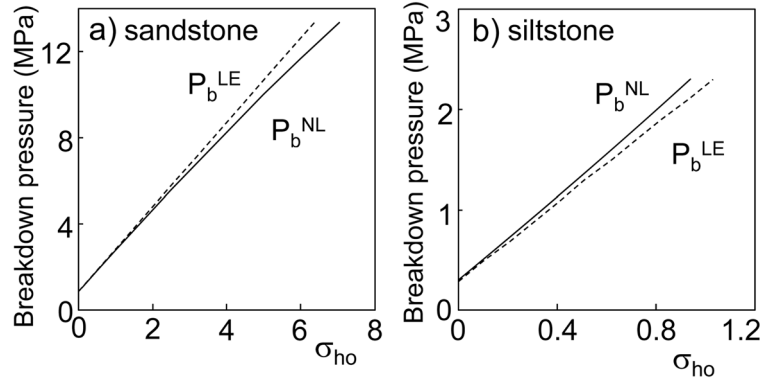 a) sandstone
Breakdown pressure (MPa)
12
8
4
0
P_b^LE
P_b^NL
0 2 4 6 8
σ_ho
b) siltstone
Breakdown pressure (MPa)
3
2
1
0
P_b^NL
P_b^LE
0 0.4 0.8 1.2
σ_ho